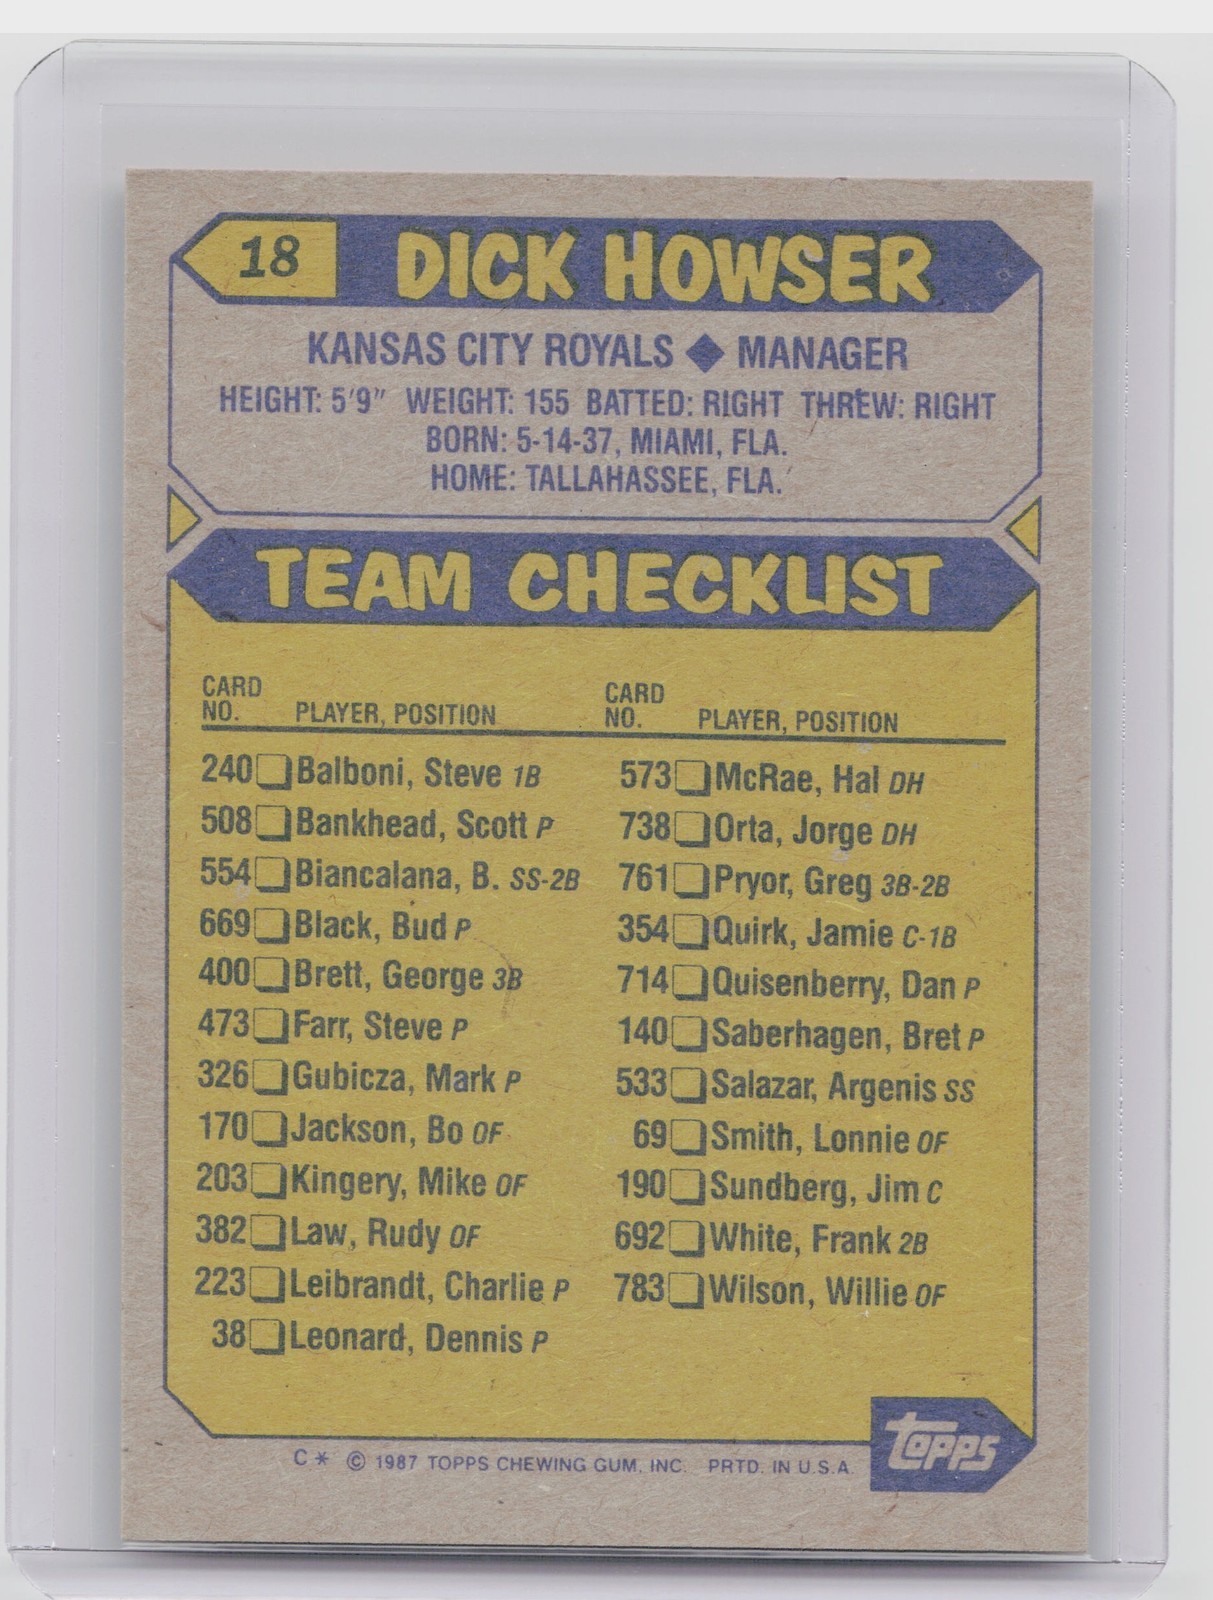 18 DICK HOWSER
KANSAS CITY ROYALS ◆ MANAGER
HEIGHT: 5'9" WEIGHT: 155 BATTED: RIGHT THREW: RIGHT
BORN: 5-14-37, MIAMI, FLA.
HOME: TALLAHASSEE, FLA.
TEAM CHECKLIST
CARD
NO. PLAYER, POSITION
240 Balboni, Steve 1B
508 Bankhead, Scott P
554 Biancalana, B. SS-2B
669 Black, Bud P
400 Brett, George 3B
473 Farr, Steve P
326 Gubicza, Mark P
170 Jackson, Bo OF
203 Kingery, Mike OF
382 Law, Rudy OF
223 Leibrandt, Charlie P
38 Leonard, Dennis P
CARD
NO. PLAYER, POSITION
573 McRae, Hal DH
738 Orta, Jorge DH
761 Pryor, Greg 3B-2B
354 Quirk, Jamie C-1B
714 Quisenberry, Dan P
140 Saberhagen, Bret P
533 Salazar, Argenis SS
69 Smith, Lonnie OF
190 Sundberg, Jim C
692 White, Frank 2B
783 Wilson, Willie OF
topps
C * © 1987 TOPPS CHEWING GUM, INC. PRTD. IN U.S.A.